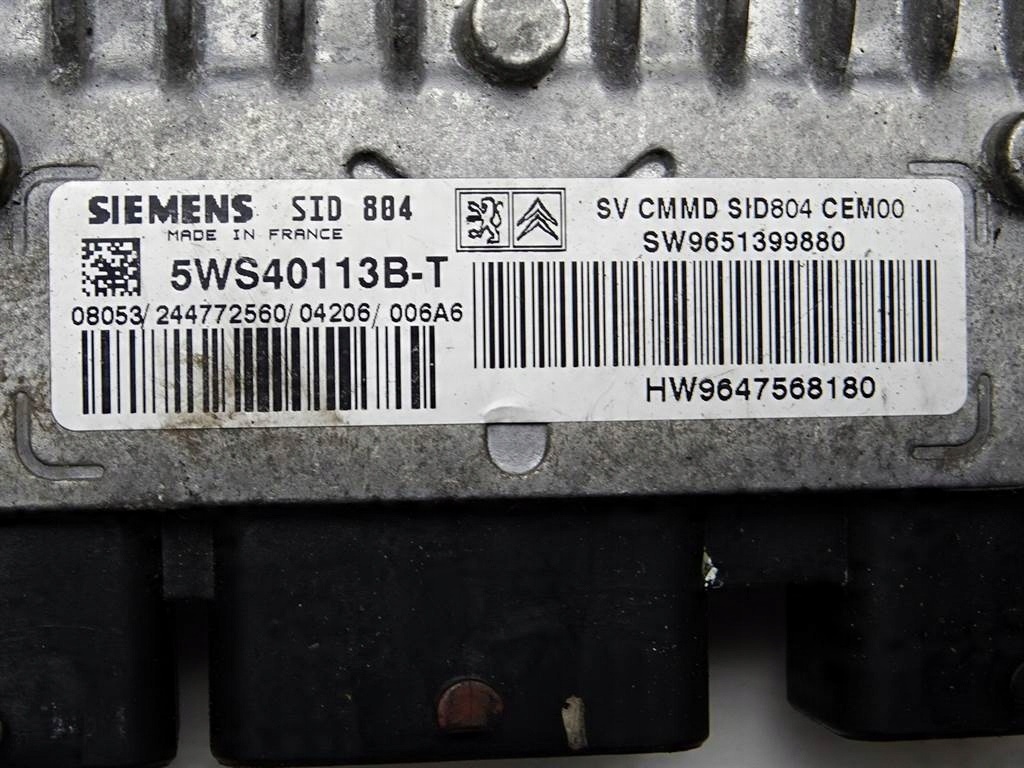 SIEMENS SID 804
MADE IN FRANCE
5WS40113B-T
08053/244772560/04206/006A6
SV CMMD SID804 CEM00
SW9651399880
HW9647568180